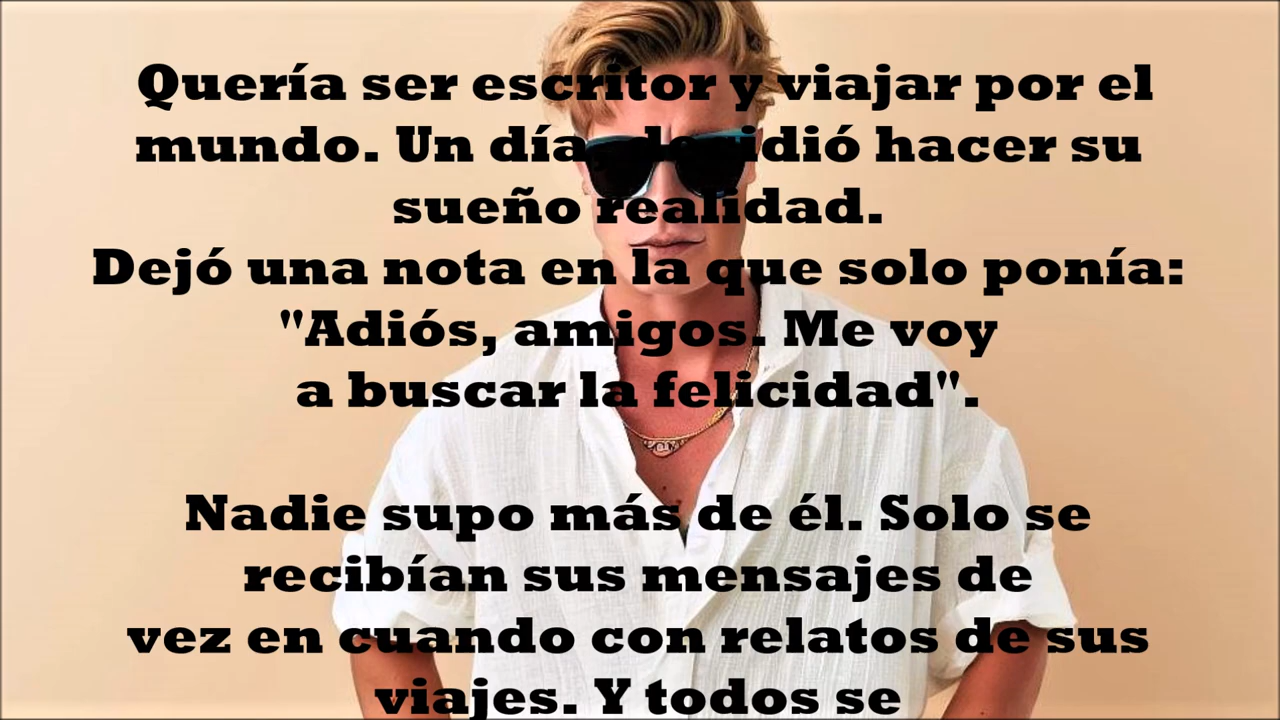 Quería ser escritor y viajar por el
mundo. Un día decidió hacer su
sueño realidad.
Dejó una nota en la que solo ponía:
"Adiós, amigos. Me voy
a buscar la felicidad".
Nadie supo más de él. Solo se
recibían sus mensajes de
vez en cuando con relatos de sus
viajes. Y todos se